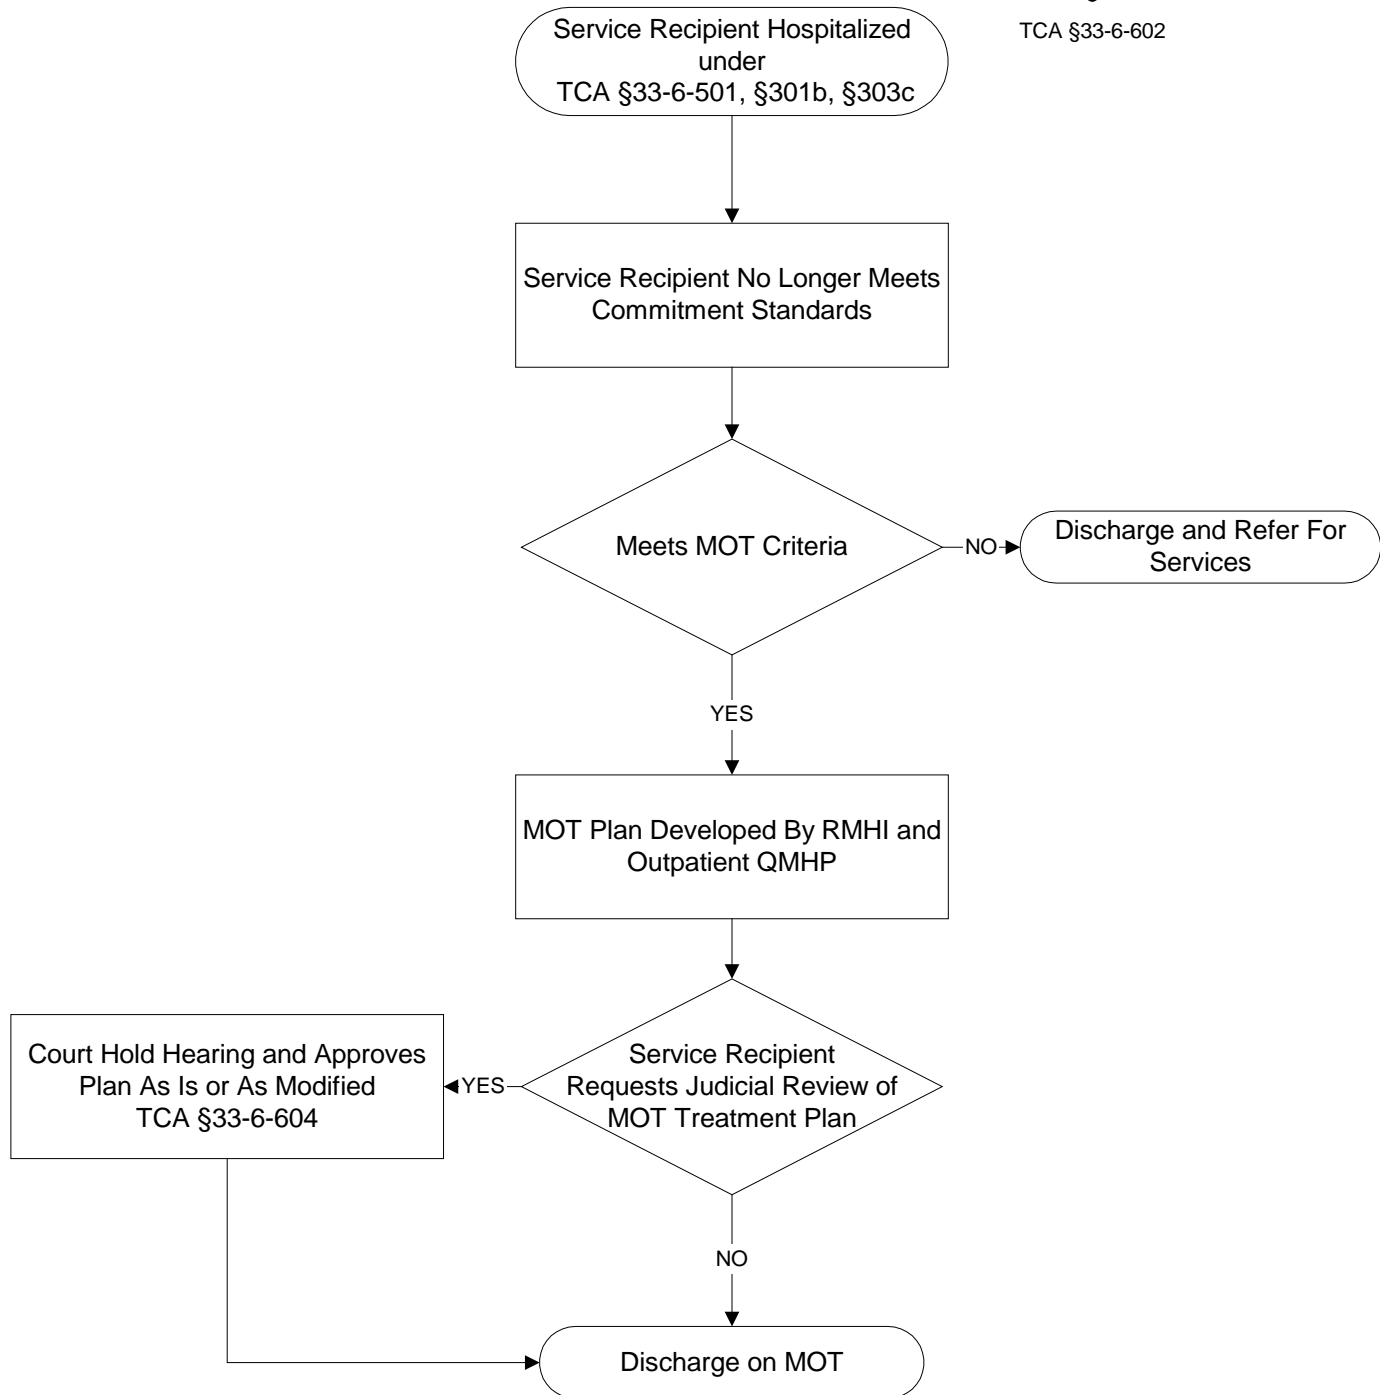 TCA §33-6-602
Service Recipient Hospitalized
under
TCA §33-6-501, §301b, §303c
Service Recipient No Longer Meets
Commitment Standards
Meets MOT Criteria
NO
Discharge and Refer For
Services
YES
MOT Plan Developed By RMHI and
Outpatient QMHP
Service Recipient
Requests Judicial Review of
MOT Treatment Plan
YES
Court Hold Hearing and Approves
Plan As Is or As Modified
TCA §33-6-604
NO
Discharge on MOT